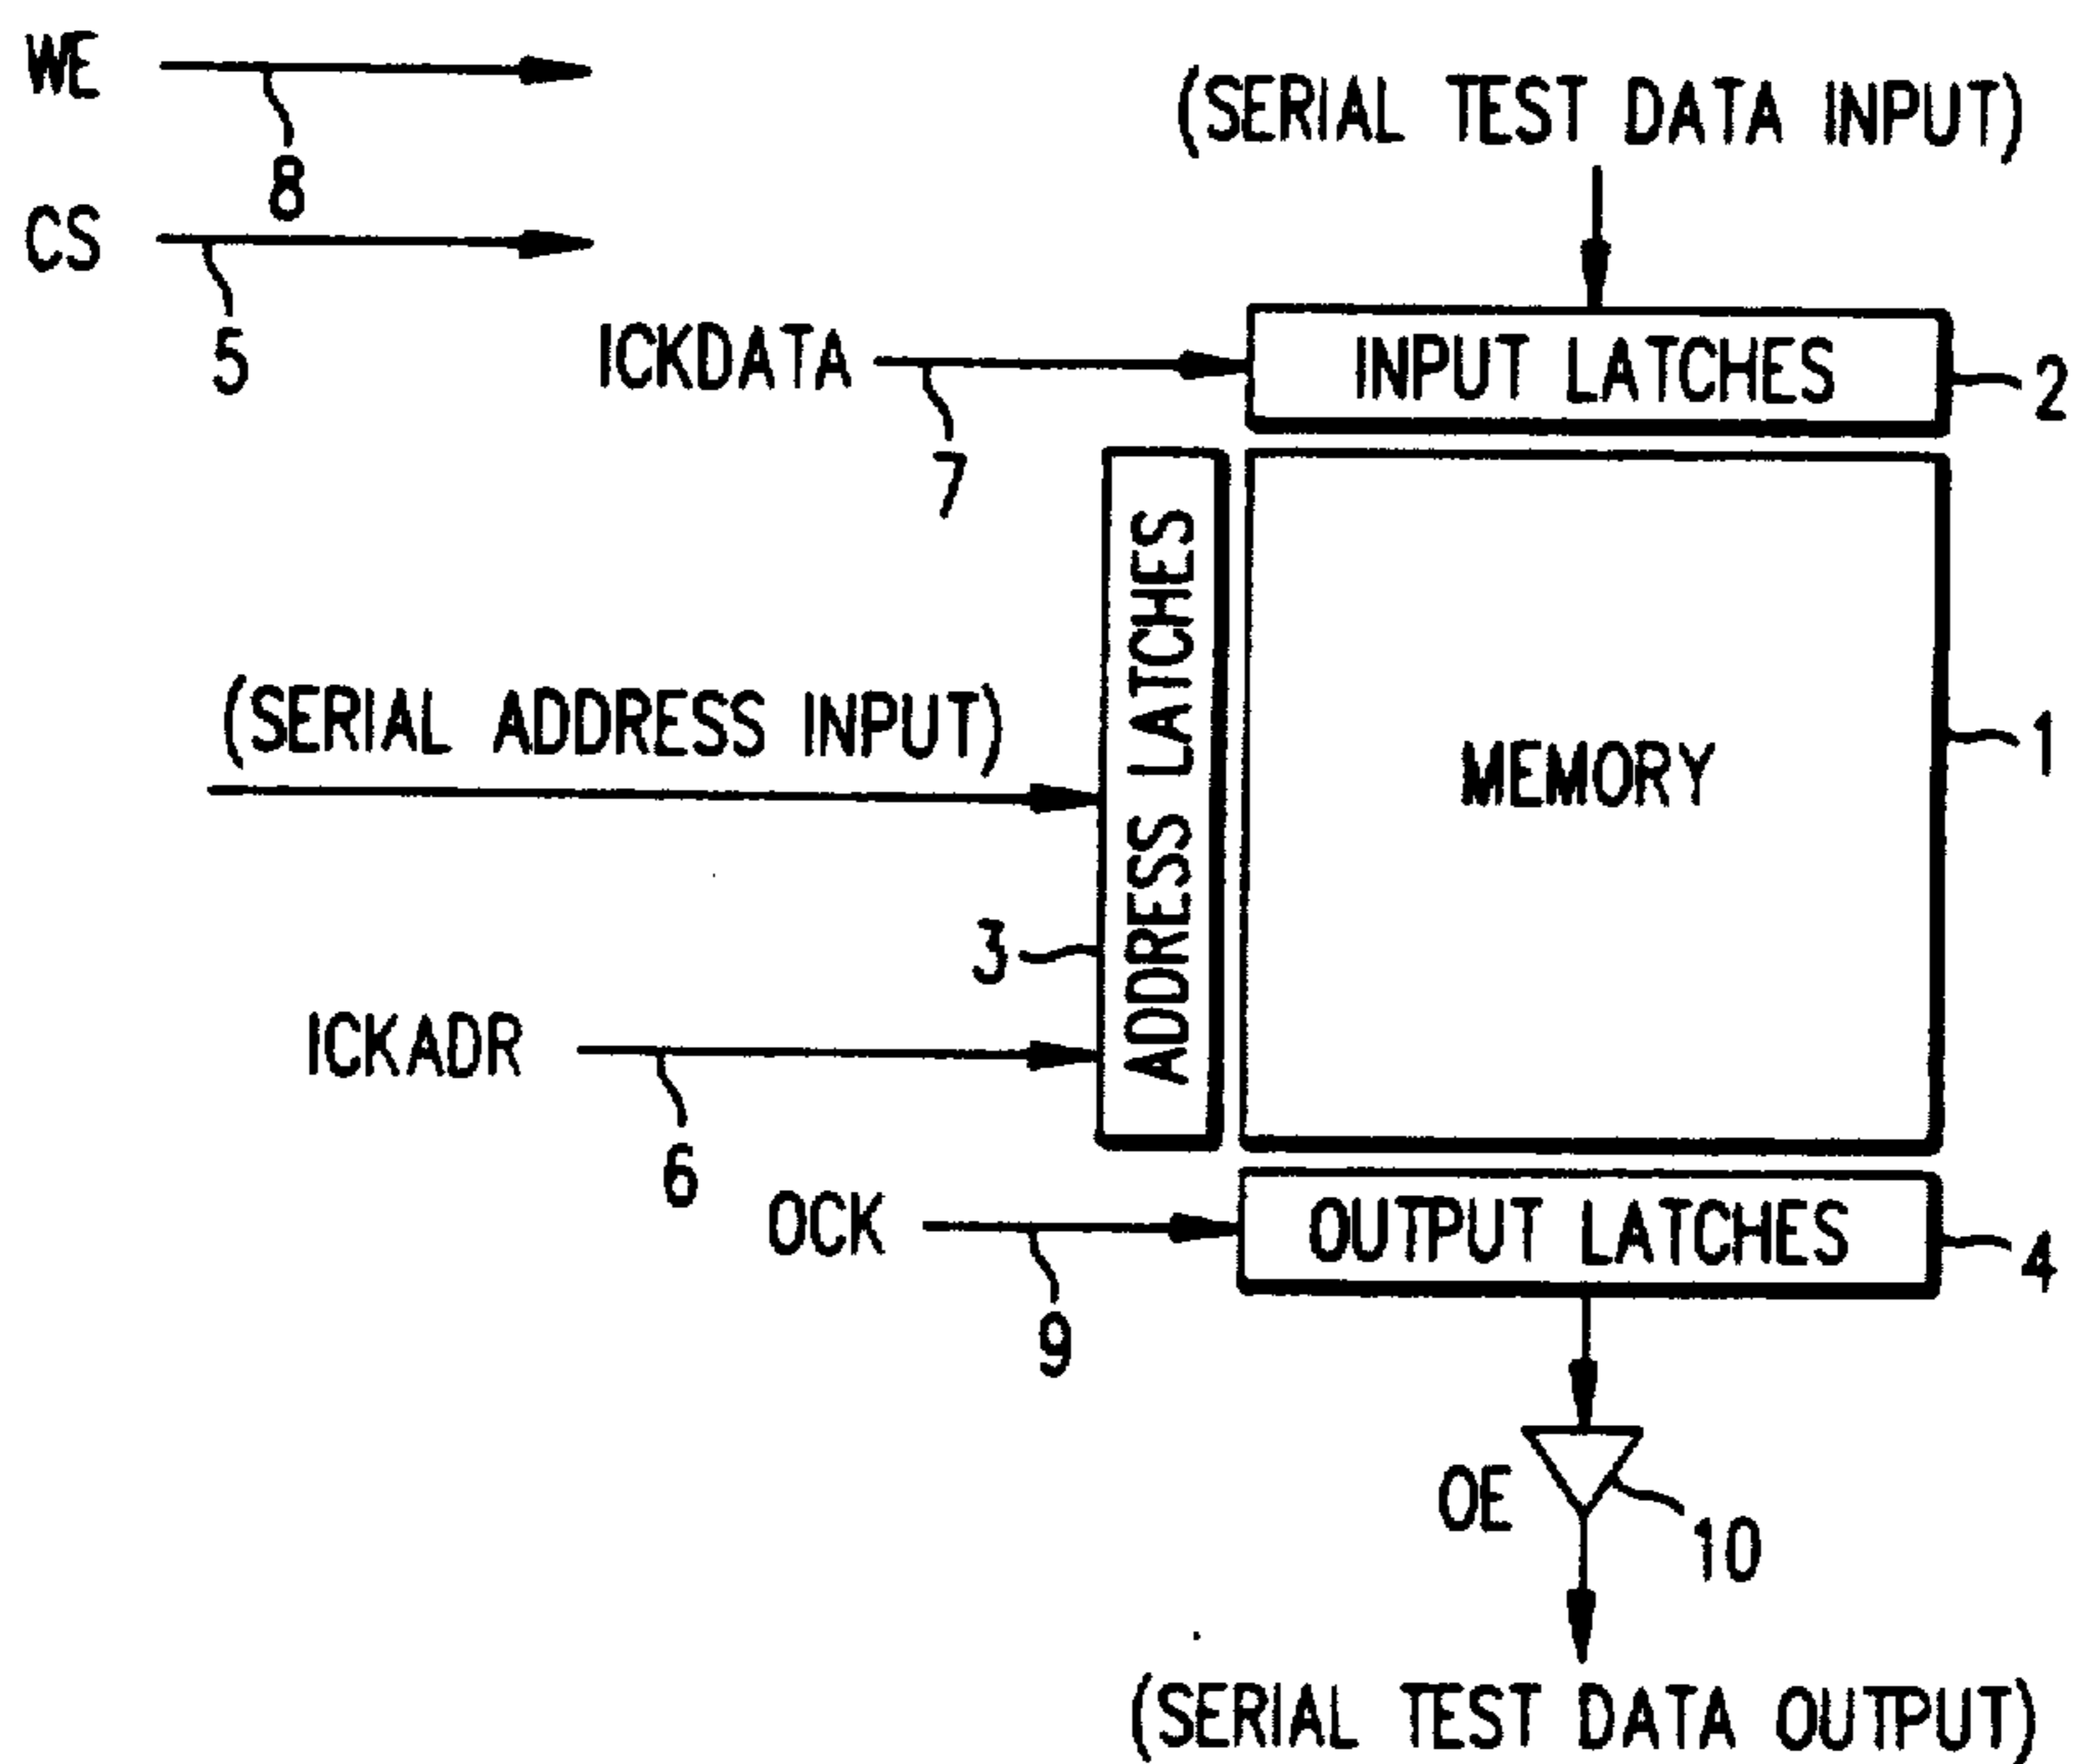 WE
8
(SERIAL TEST DATA INPUT)
CS
5
ICKDATA
7
INPUT LATCHES
2
ADDRESS LATCHES
(SERIAL ADDRESS INPUT)
MEMORY
1
3
ICKADR
6
OCK
9
OUTPUT LATCHES
4
OE
10
(SERIAL TEST DATA OUTPUT)